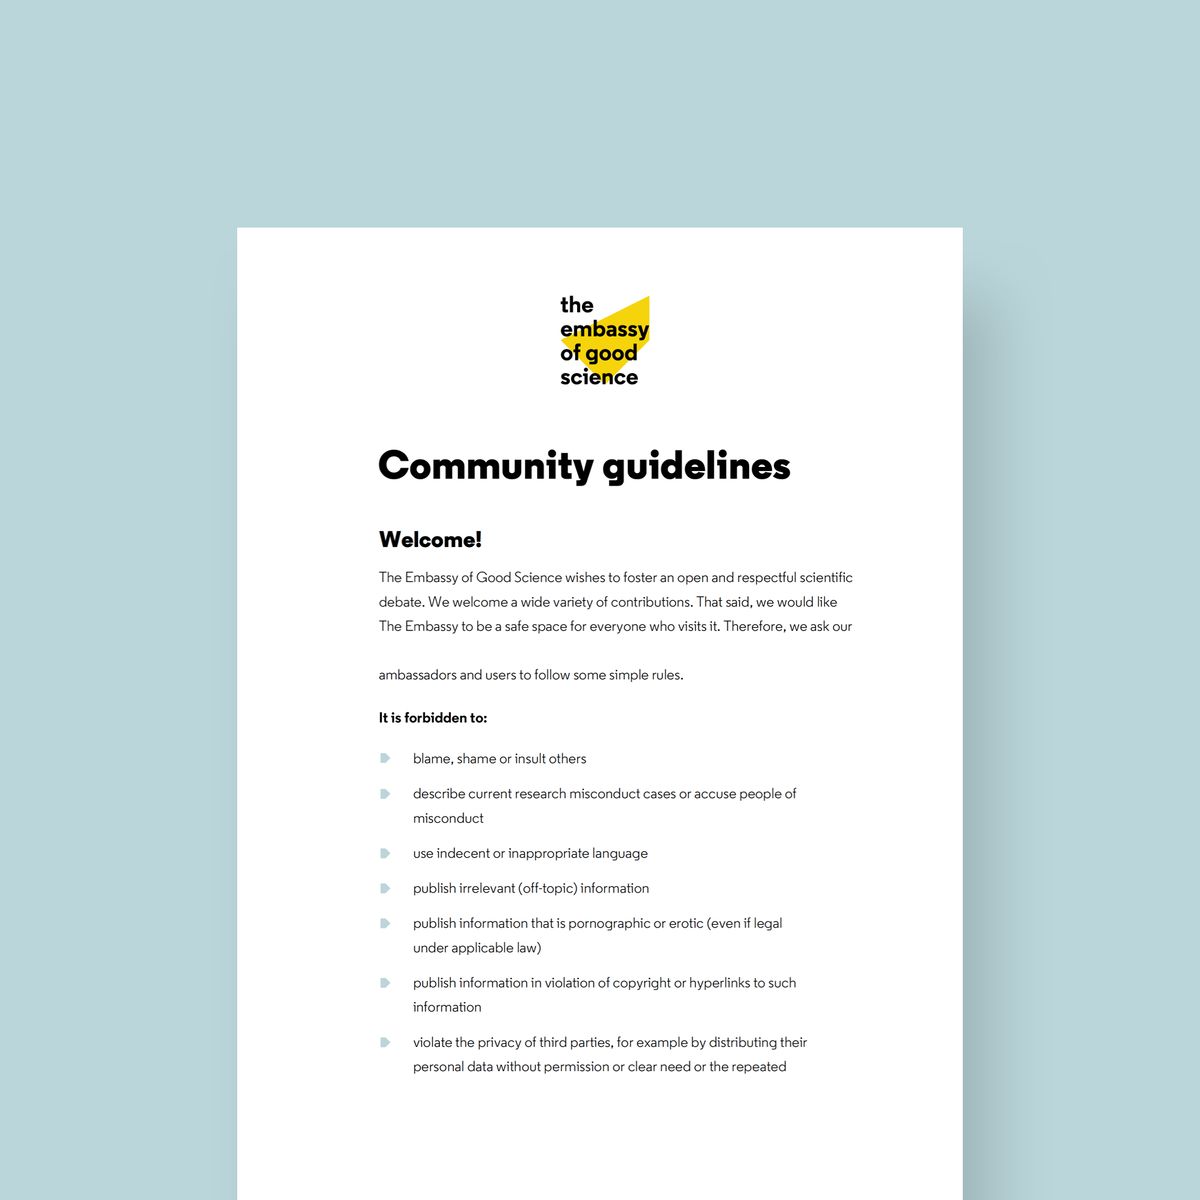 the
embassy
of good
science
Community guidelines
Welcome!
The Embassy of Good Science wishes to foster an open and respectful scientific
debate. We welcome a wide variety of contributions. That said, we would like
The Embassy to be a safe space for everyone who visits it. Therefore, we ask our
ambassadors and users to follow some simple rules.
It is forbidden to:
blame, shame or insult others
describe current research misconduct cases or accuse people of
misconduct
use indecent or inappropriate language
publish irrelevant (off-topic) information
publish information that is pornographic or erotic (even if legal
under applicable law)
publish information in violation of copyright or hyperlinks to such
information
violate the privacy of third parties, for example by distributing their
personal data without permission or clear need or the repeated